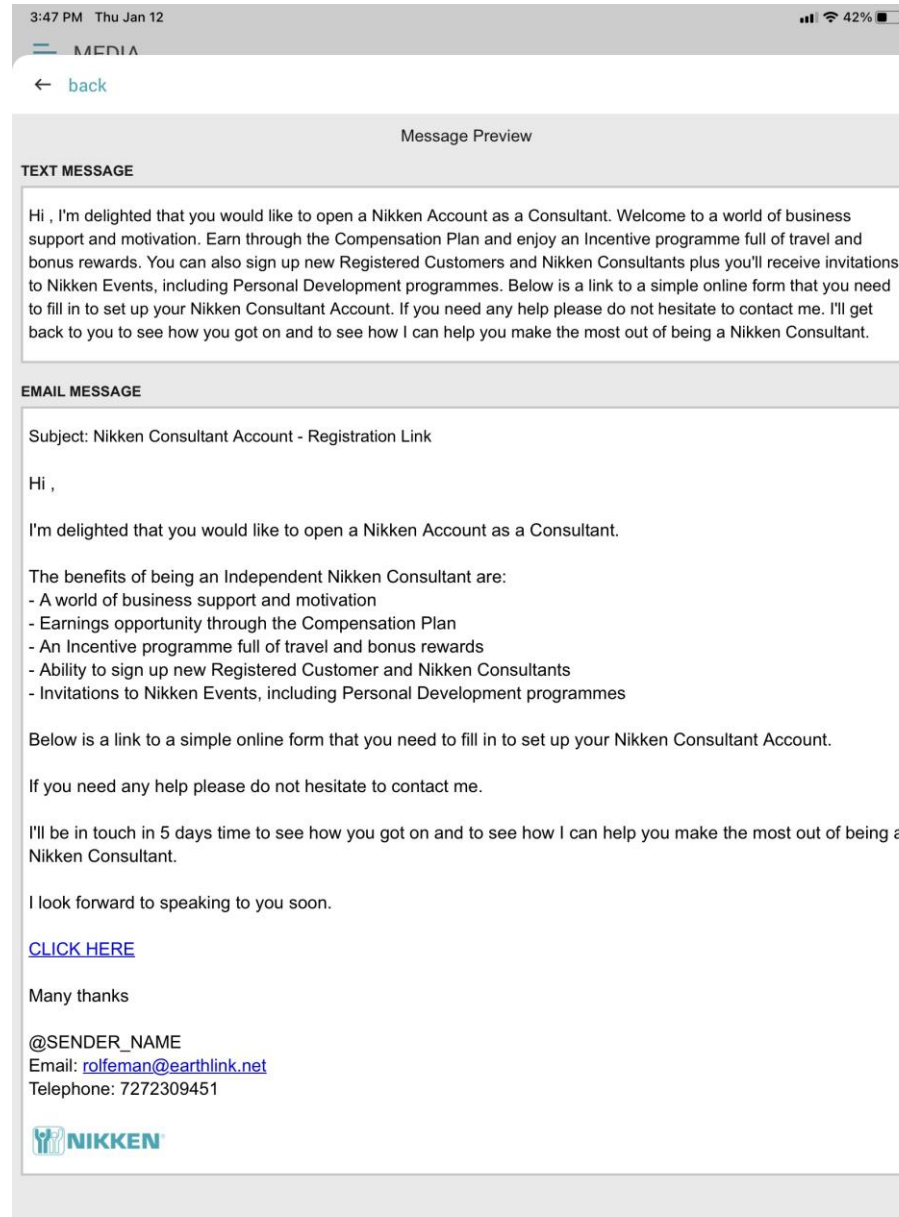 3:47 PM Thu Jan 12
42%
MEDIA
← back
Message Preview
TEXT MESSAGE
Hi , I'm delighted that you would like to open a Nikken Account as a Consultant. Welcome to a world of business
support and motivation. Earn through the Compensation Plan and enjoy an Incentive programme full of travel and
bonus rewards. You can also sign up new Registered Customers and Nikken Consultants plus you'll receive invitations
to Nikken Events, including Personal Development programmes. Below is a link to a simple online form that you need
to fill in to set up your Nikken Consultant Account. If you need any help please do not hesitate to contact me. I'll get
back to you to see how you got on and to see how I can help you make the most out of being a Nikken Consultant.
EMAIL MESSAGE
Subject: Nikken Consultant Account - Registration Link
Hi ,
I'm delighted that you would like to open a Nikken Account as a Consultant.
The benefits of being an Independent Nikken Consultant are:
- A world of business support and motivation
- Earnings opportunity through the Compensation Plan
- An Incentive programme full of travel and bonus rewards
- Ability to sign up new Registered Customer and Nikken Consultants
- Invitations to Nikken Events, including Personal Development programmes
Below is a link to a simple online form that you need to fill in to set up your Nikken Consultant Account.
If you need any help please do not hesitate to contact me.
I'll be in touch in 5 days time to see how you got on and to see how I can help you make the most out of being a
Nikken Consultant.
I look forward to speaking to you soon.
CLICK HERE
Many thanks
@SENDER_NAME
Email: rolfeman@earthlink.net
Telephone: 7272309451
NIKKEN